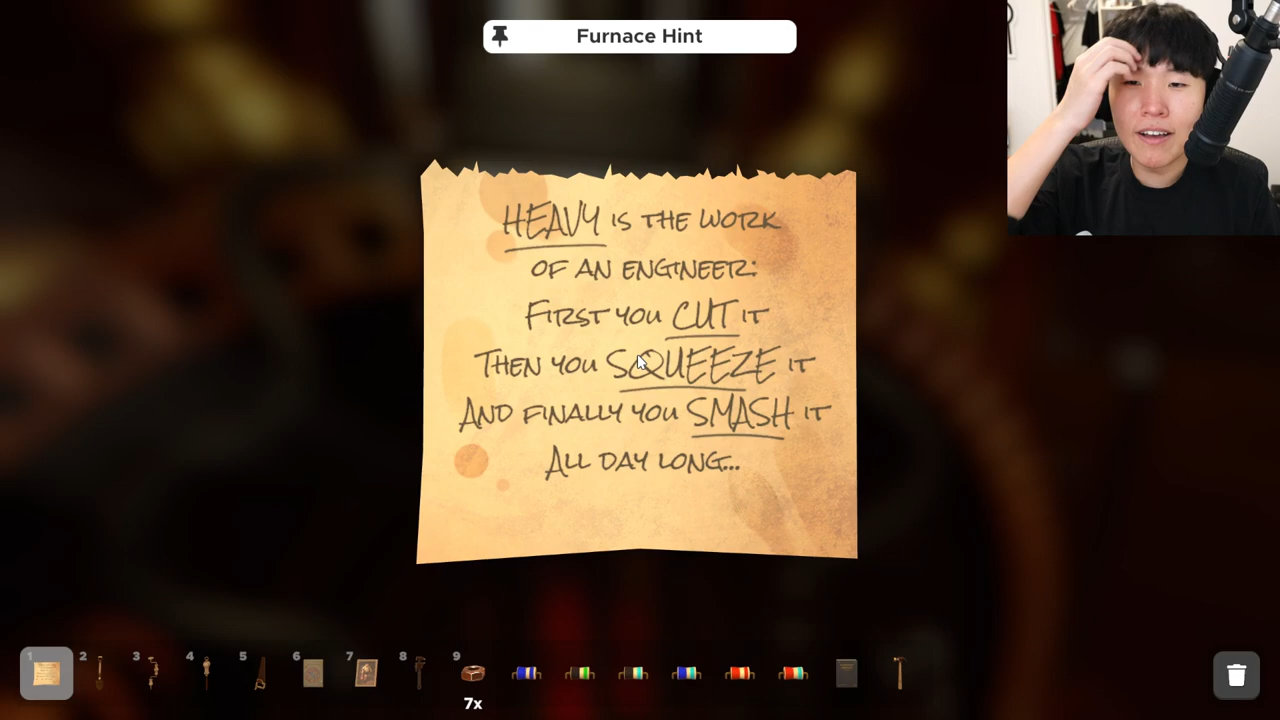 Furnace Hint
HEAVY IS THE WORK
OF AN ENGINEER:
FIRST YOU CUT IT
THEN YOU SQUEEZE IT
AND FINALLY YOU SMASH IT
ALL DAY LONG...
1 2 3 4 5 6 7 8 9
7x